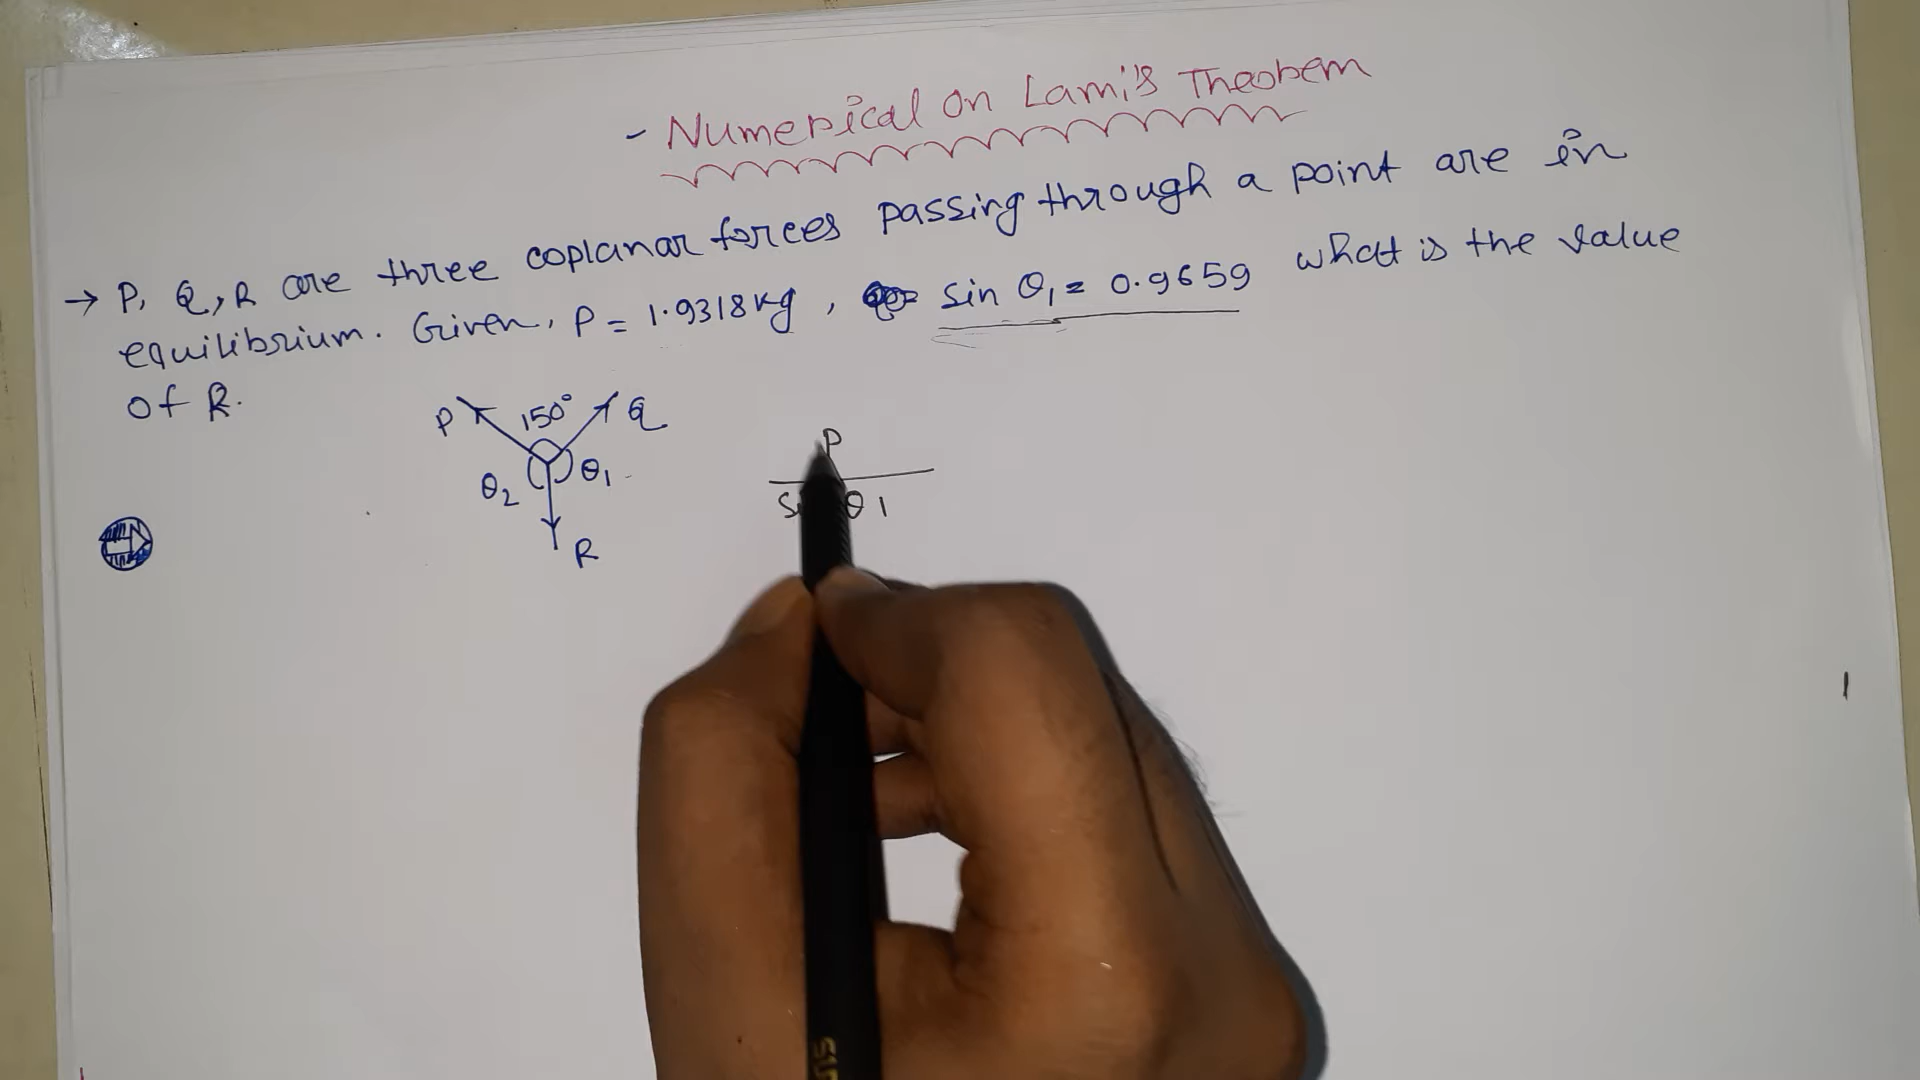 - Numerical on Lami's Theorem
→ P, Q, R are three coplanar forces passing through a point are in
equilibrium. Given, P = 1.9318 kg, sin θ1 = 0.9659 what is the value
of R.
P 150° Q
θ2 θ1
R
P
θ 1